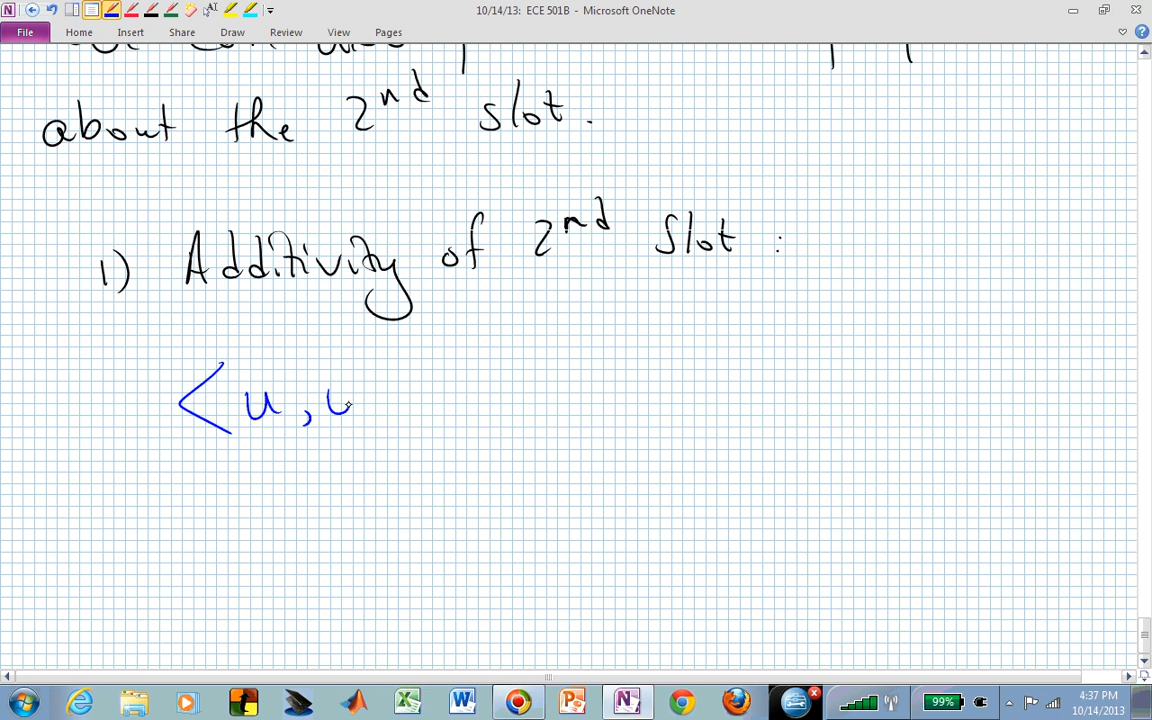 10/14/13: ECE 501B - Microsoft OneNote
File Home Insert Share Draw Review View Pages
about the 2nd slot.
1) Additivity of 2nd slot :
< u , v
99%
4:37 PM
10/14/2013